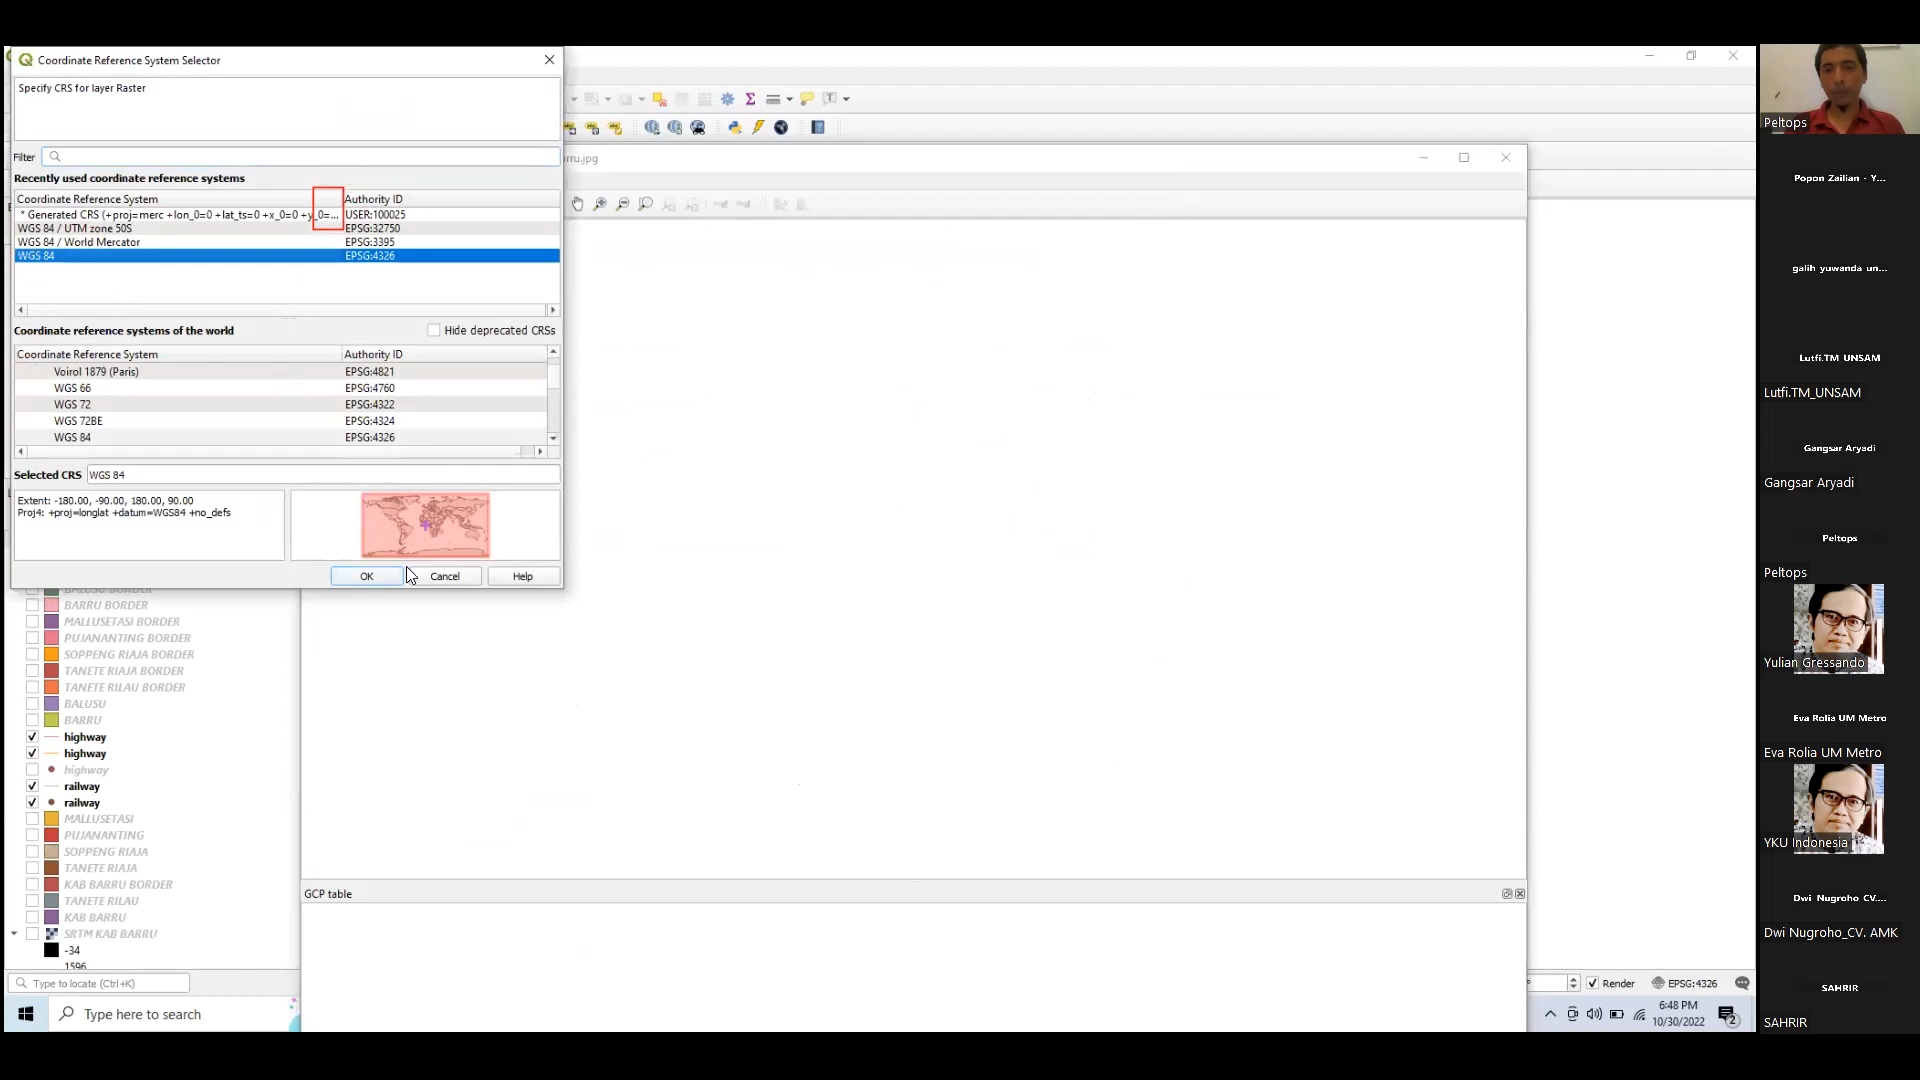 Coordinate Reference System Selector
Specify CRS for layer Raster
Filter
Recently used coordinate reference systems
Coordinate Reference System Authority ID
* Generated CRS (+proj=merc +lon_0=0 +lat_ts=0 +x_0=0 +y_0=... USER:100025
WGS 84 / UTM zone 50S EPSG:32750
WGS 84 / World Mercator EPSG:3395
WGS 84 EPSG:4326
Coordinate reference systems of the world
Hide deprecated CRSs
Coordinate Reference System Authority ID
Voirol 1879 (Paris) EPSG:4821
WGS 66 EPSG:4760
WGS 72 EPSG:4322
WGS 72BE EPSG:4324
WGS 84 EPSG:4326
Selected CRS WGS 84
Extent: -180.00, -90.00, 180.00, 90.00
Proj4: +proj=longlat +datum=WGS84 +no_defs
OK Cancel Help
rru.jpg
BALUSU BORDER
BARRU BORDER
MALLUSETASI BORDER
PUJANANTING BORDER
SOPPENG RIAJA BORDER
TANETE RIAJA BORDER
TANETE RILAU BORDER
BALUSU
BARRU
highway
highway
highway
railway
railway
MALLUSETASI
PUJANANTING
SOPPENG RIAJA
TANETE RIAJA
KAB BARRU BORDER
TANETE RILAU
KAB BARRU
SRTM KAB BARRU
-34
1596
GCP table
Type to locate (Ctrl+K)
Render EPSG:4326
Type here to search
6:48 PM
10/30/2022
2
Peltops
Popon Zailian - Y...
galih yuwanda un...
Lutfi.TM UNSAM
Lutfi.TM_UNSAM
Gangsar Aryadi
Gangsar Aryadi
Peltops
Peltops
Yulian Gressando
Eva Rolia UM Metro
Eva Rolia UM Metro
YKU Indonesia
Dwi Nugroho CV....
Dwi Nugroho_CV. AMK
SAHRIR
SAHRIR